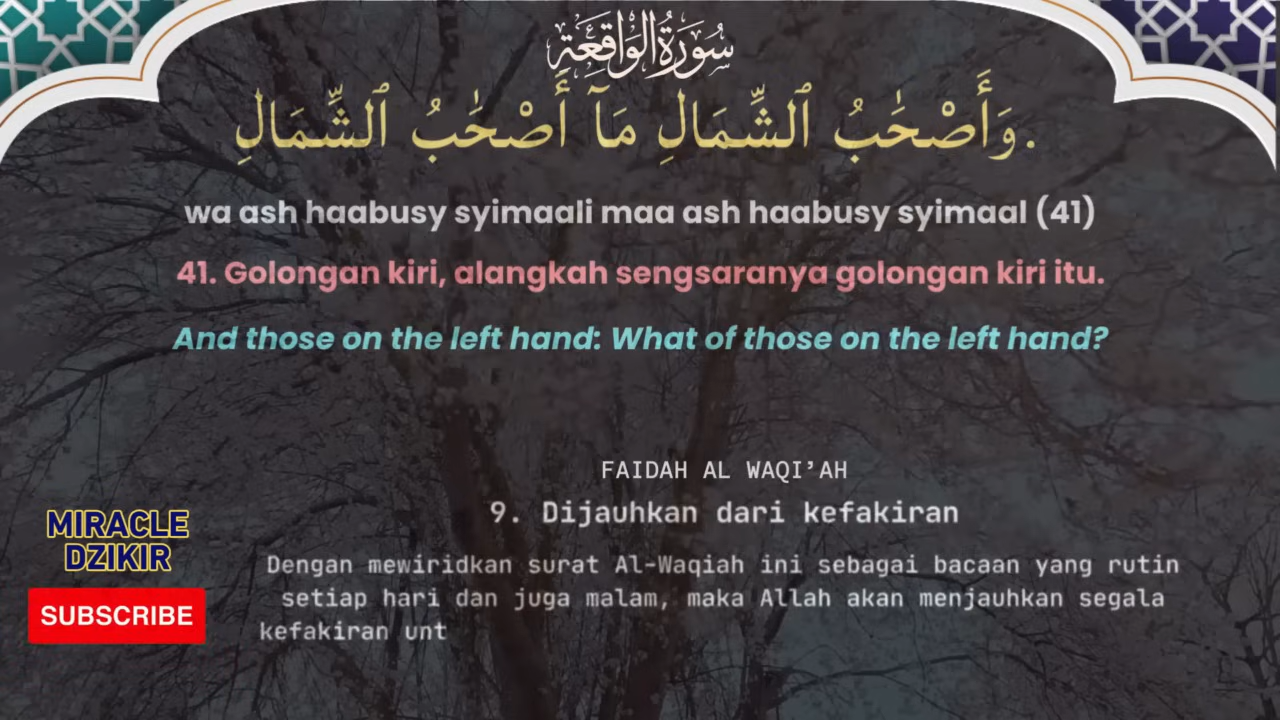 سُورَةُ الْوَاقِعَةِ
وَأَصْحَٰبُ ٱلشِّمَالِ مَآ أَصْحَٰبُ ٱلشِّمَالِ.
wa ash haabusy syimaali maa ash haabusy syimaal (41)
41. Golongan kiri, alangkah sengsaranya golongan kiri itu.
And those on the left hand: What of those on the left hand?
FAIDAH AL WAQI’AH
9. Dijauhkan dari kefakiran
Dengan mewiridkan surat Al-Waqiah ini sebagai bacaan yang rutin
setiap hari dan juga malam, maka Allah akan menjauhkan segala
kefakiran unt
MIRACLE
DZIKIR
SUBSCRIBE